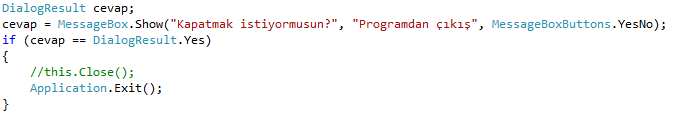 DialogResult cevap;
cevap = MessageBox.Show("Kapatmak istiyormusun?", "Programdan çıkış", MessageBoxButtons.YesNo);
if (cevap == DialogResult.Yes)
{
    //this.Close();
    Application.Exit();
}